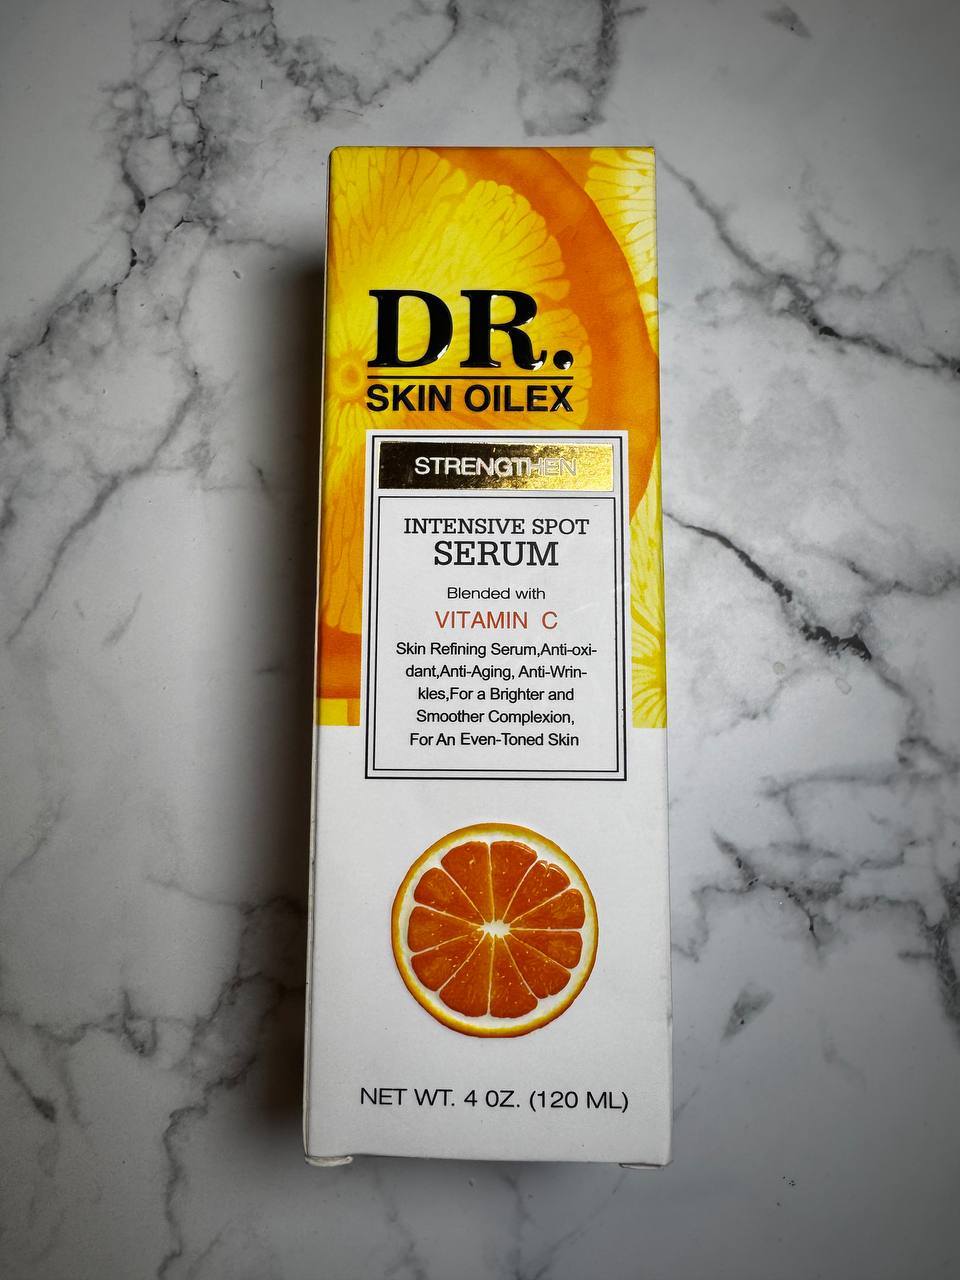 DR.
SKIN OILEX
STRENGTHEN
INTENSIVE SPOT
SERUM
Blended with
VITAMIN C
Skin Refining Serum,Anti-oxi-
dant,Anti-Aging, Anti-Wrin-
kles,For a Brighter and
Smoother Complexion,
For An Even-Toned Skin
NET WT. 4 OZ. (120 ML)